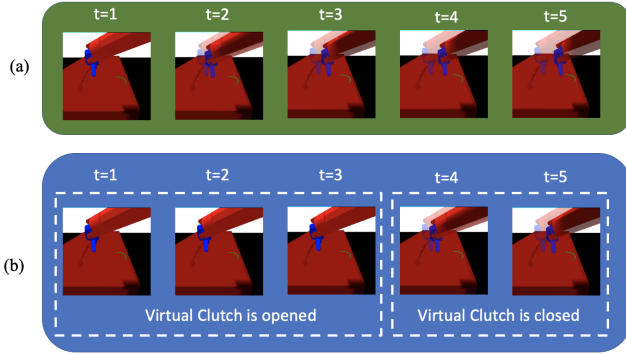 t=1 t=2 t=3 t=4 t=5
(a)
t=1 t=2 t=3 t=4 t=5
(b)
Virtual Clutch is opened Virtual Clutch is closed